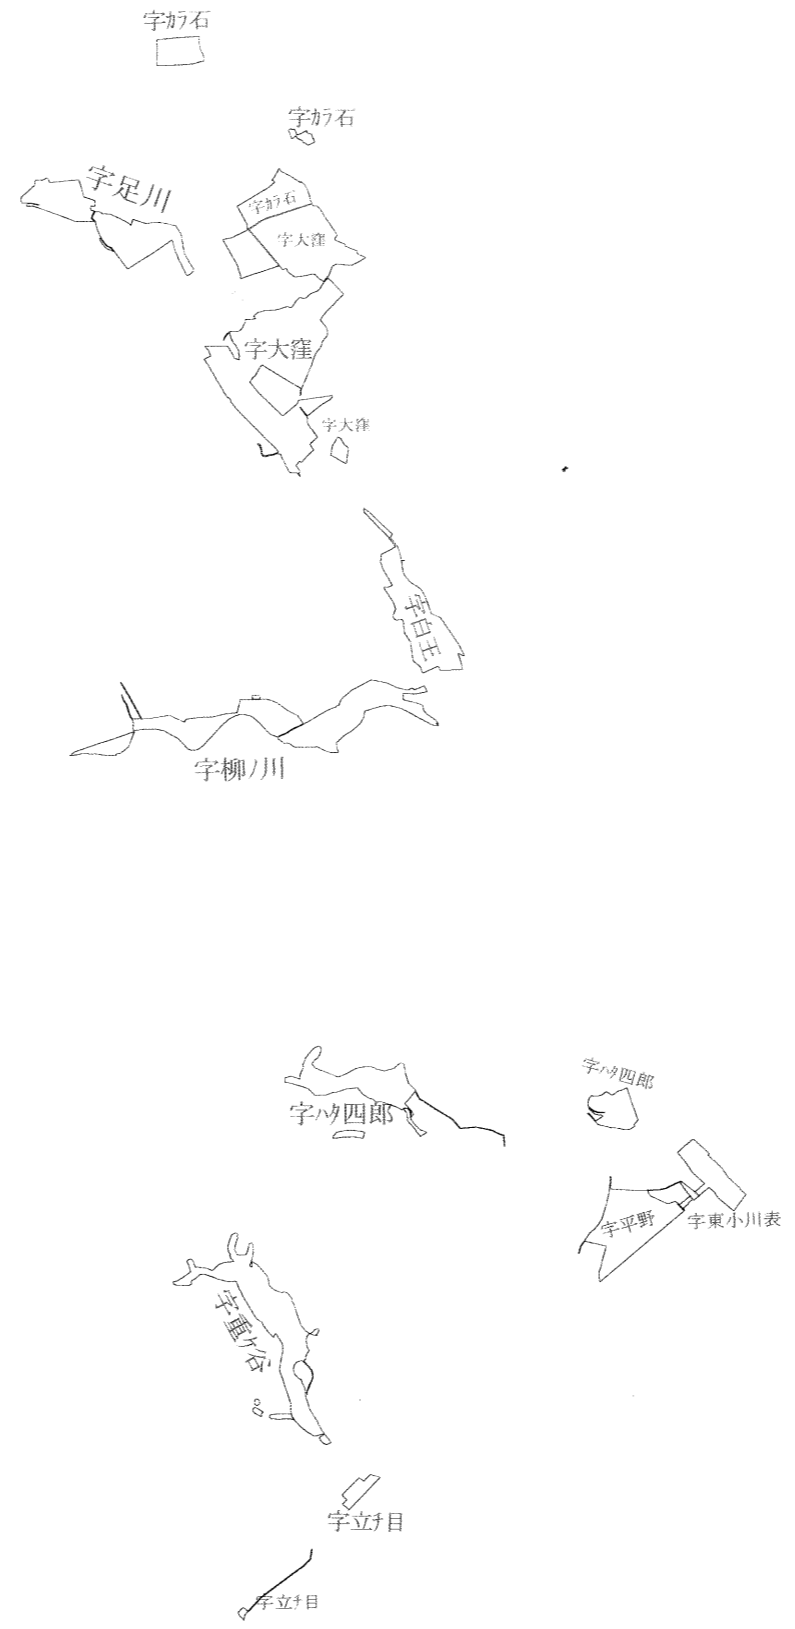 字ｶﾗ石
字ｶﾗ石
字足川
字ｶﾗ石
字大窪
字大窪
字大窪
字白王
字柳ﾉ川
字ﾊﾀ四郎
字ﾊﾀ四郎
字平野
字東小川表
字重ｹ谷
字立ﾁ目
字立ﾁ目